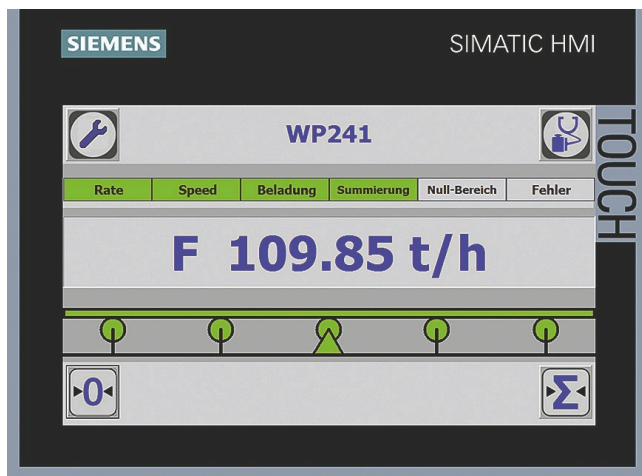 SIEMENS
SIMATIC HMI
WP241
TOUCH
Rate Speed Beladung Summierung Null-Bereich Fehler
F 109.85 t/h
0
Σ